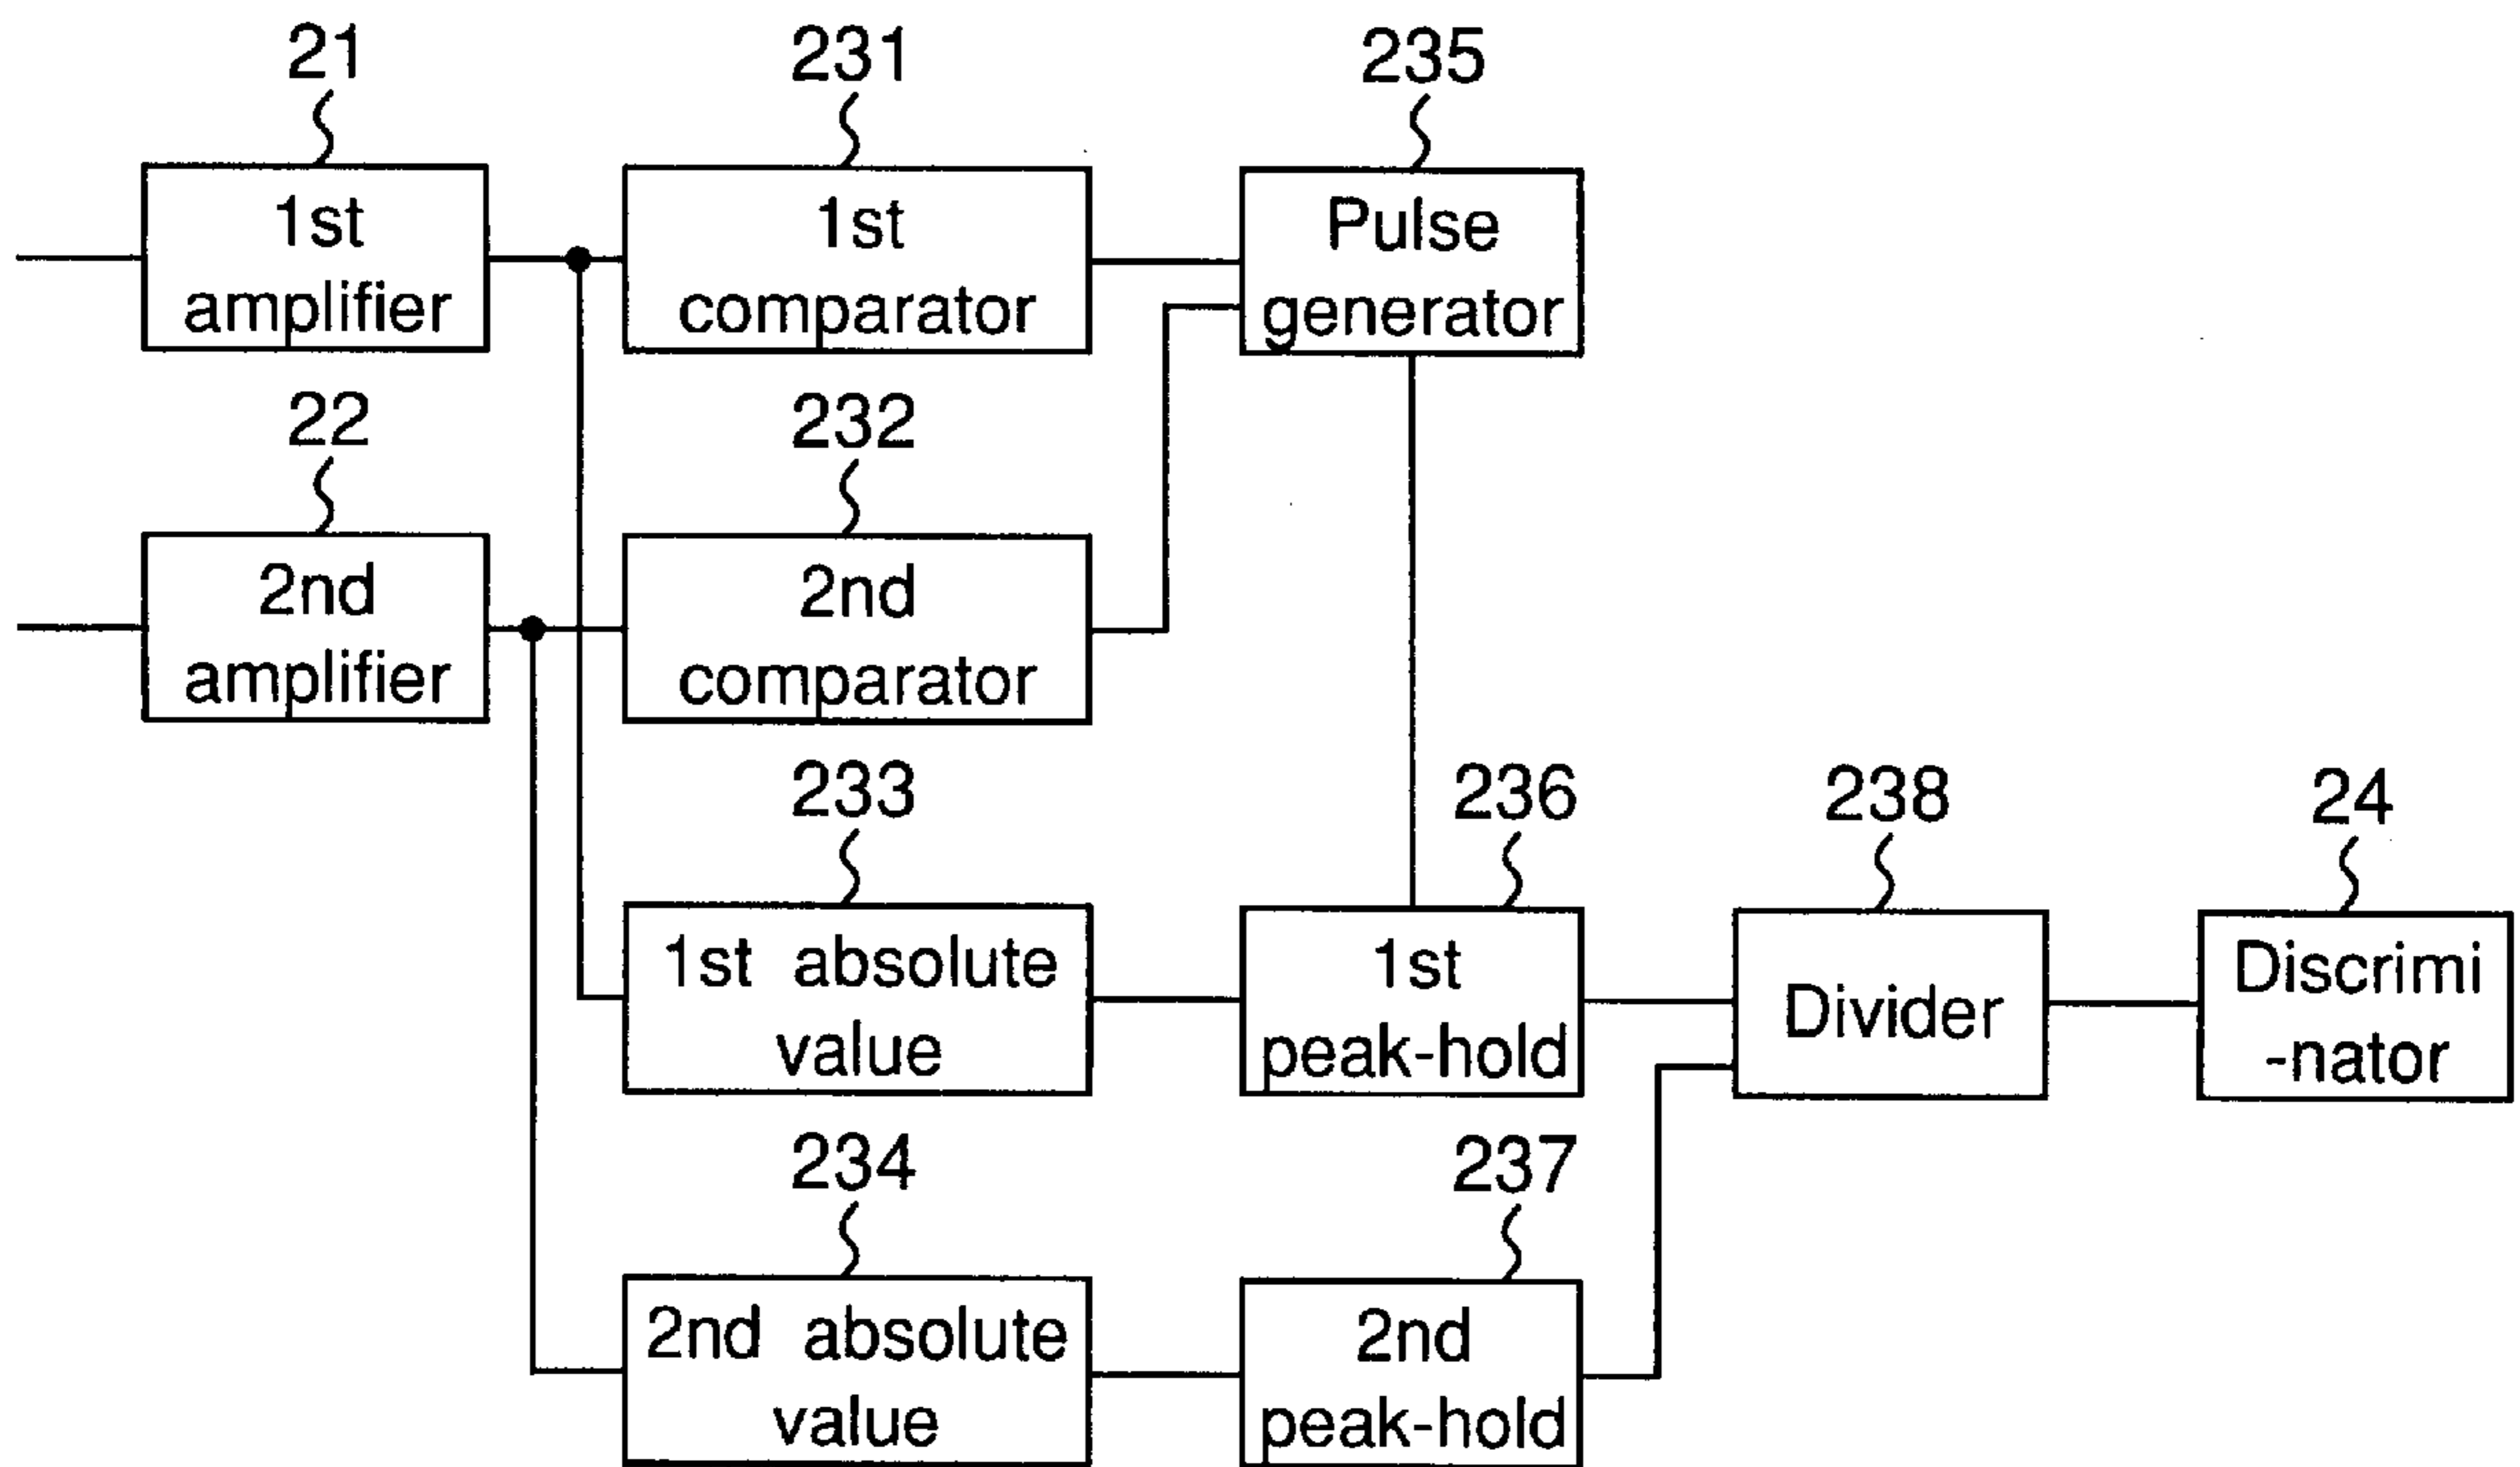 21
231
235
1st
amplifier
1st
comparator
Pulse
generator
22
232
2nd
amplifier
2nd
comparator
233
236
238
24
1st absolute
value
1st
peak-hold
Divider
Discrimi
-nator
234
237
2nd absolute
value
2nd
peak-hold